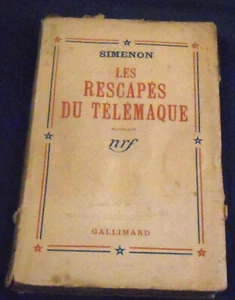 SIMENON
LES
RESCAPÉS
DU TÉLÉMAQUE
ROMAN
nrf
GALLIMARD